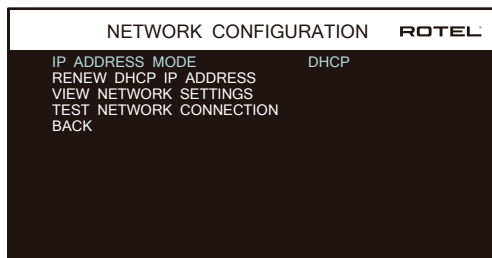 NETWORK CONFIGURATION ROTEL
IP ADDRESS MODE DHCP
RENEW DHCP IP ADDRESS
VIEW NETWORK SETTINGS
TEST NETWORK CONNECTION
BACK